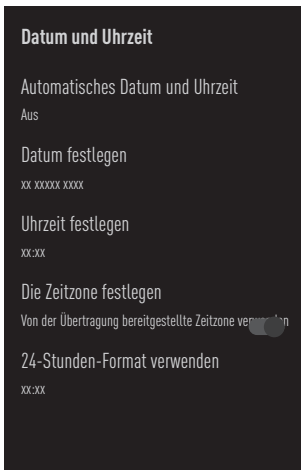 Datum und Uhrzeit
Automatisches Datum und Uhrzeit
Aus
Datum festlegen
xx xxxxx xxxx
Uhrzeit festlegen
xx:xx
Die Zeitzone festlegen
Von der Übertragung bereitgestellte Zeitzone
24-Stunden-Format verwenden
xx:xx